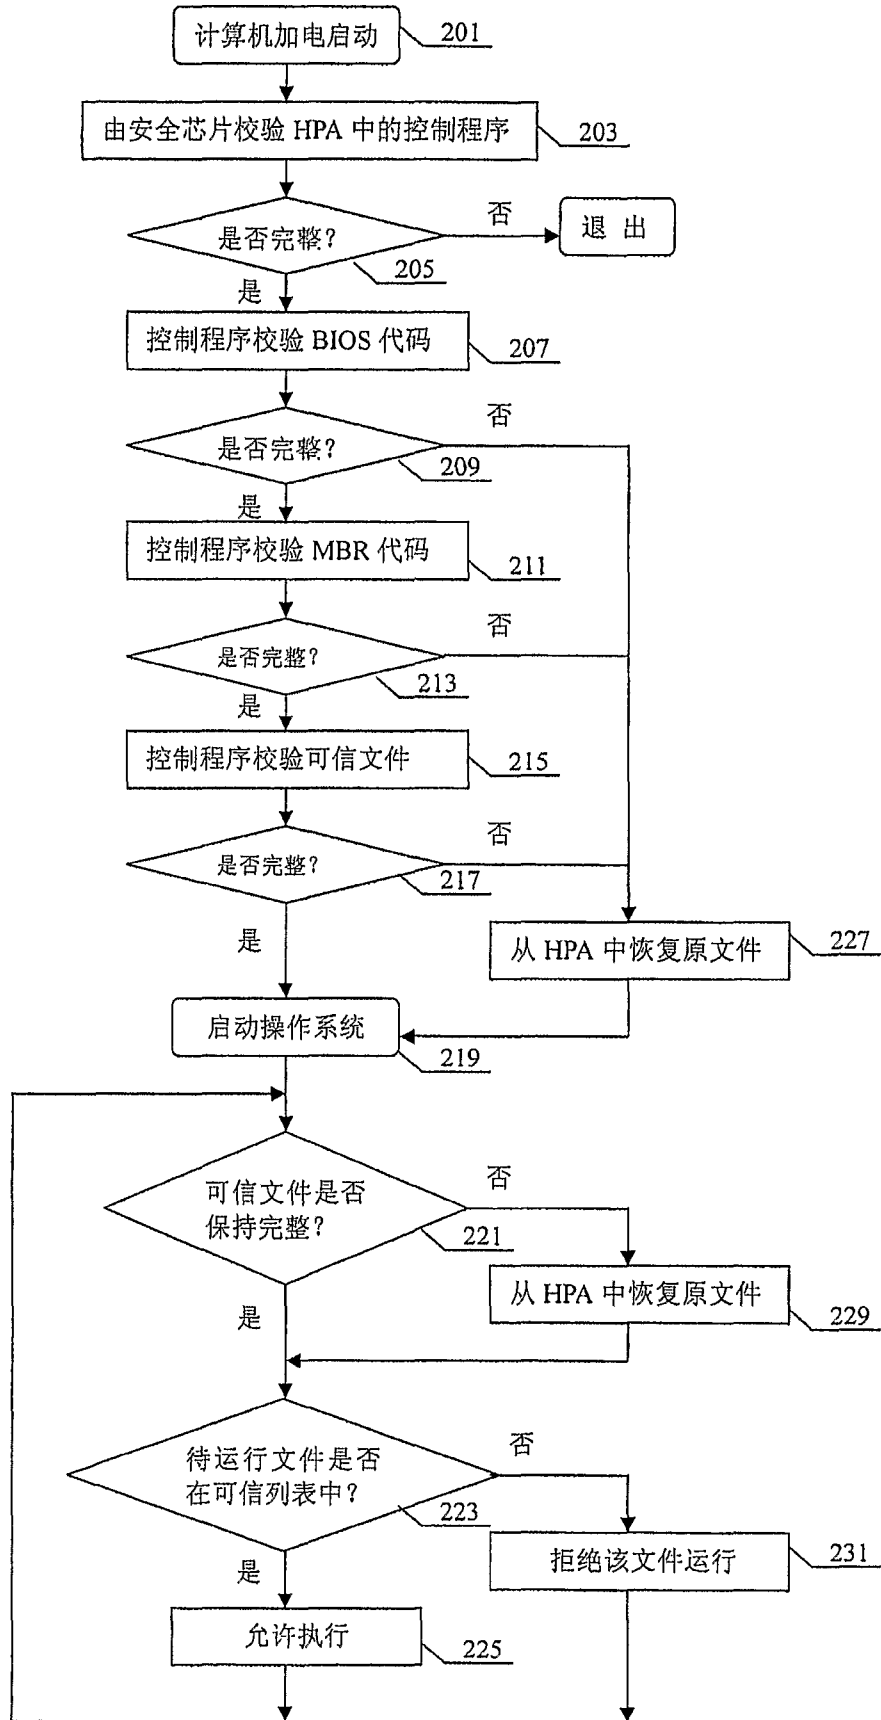 计算机加电启动
201
由安全芯片校验 HPA 中的控制程序
203
是否完整?
否
退 出
205
是
控制程序校验 BIOS 代码
207
否
是否完整?
209
是
控制程序校验 MBR 代码
211
否
是否完整?
213
是
控制程序校验可信文件
215
否
是否完整?
217
是
从 HPA 中恢复原文件
227
启动操作系统
219
可信文件是否
保持完整?
否
221
从 HPA 中恢复原文件
229
是
待运行文件是否
在可信列表中?
否
223
拒绝该文件运行
231
是
允许执行
225